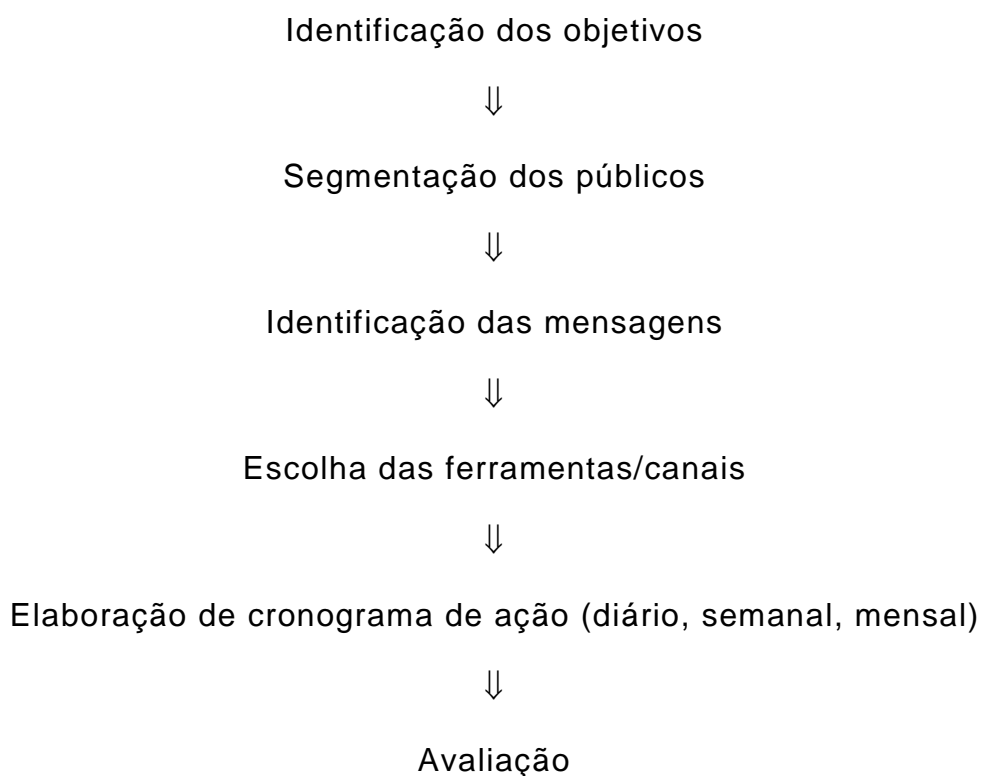 Identificação dos objetivos
⇓
Segmentação dos públicos
⇓
Identificação das mensagens
⇓
Escolha das ferramentas/canais
⇓
Elaboração de cronograma de ação (diário, semanal, mensal)
⇓
Avaliação